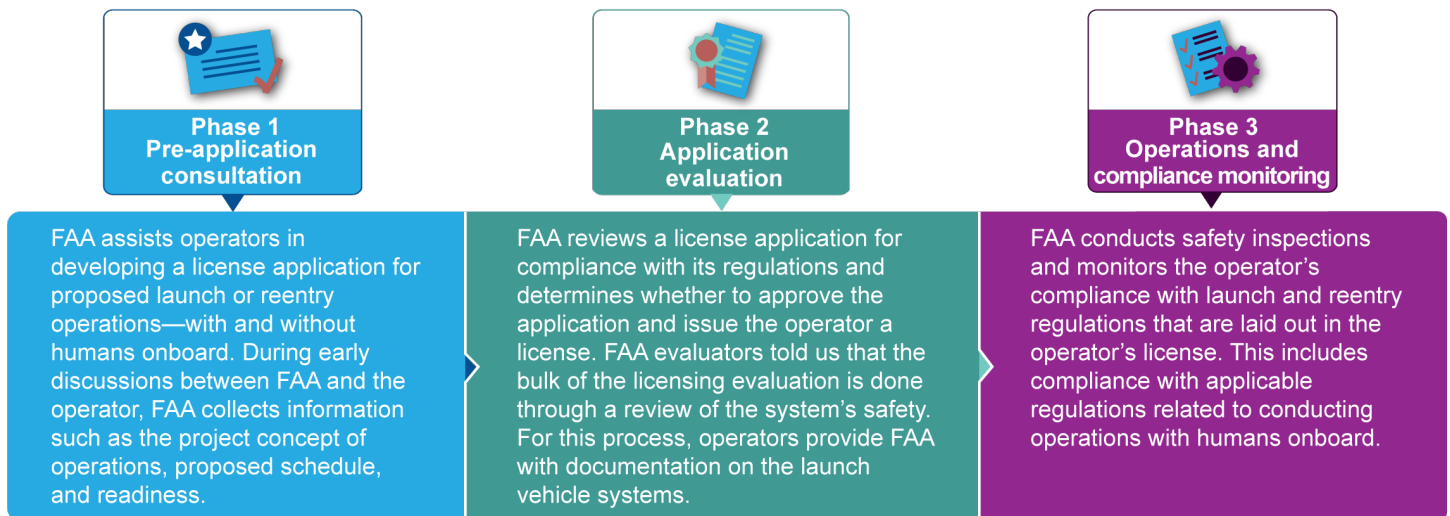 Phase 1
Pre-application
consultation
FAA assists operators in
developing a license application for
proposed launch or reentry
operations—with and without
humans onboard. During early
discussions between FAA and the
operator, FAA collects information
such as the project concept of
operations, proposed schedule,
and readiness.
Phase 2
Application
evaluation
FAA reviews a license application for
compliance with its regulations and
determines whether to approve the
application and issue the operator a
license. FAA evaluators told us that the
bulk of the licensing evaluation is done
through a review of the system’s safety.
For this process, operators provide FAA
with documentation on the launch
vehicle systems.
Phase 3
Operations and
compliance monitoring
FAA conducts safety inspections
and monitors the operator’s
compliance with launch and reentry
regulations that are laid out in the
operator’s license. This includes
compliance with applicable
regulations related to conducting
operations with humans onboard.